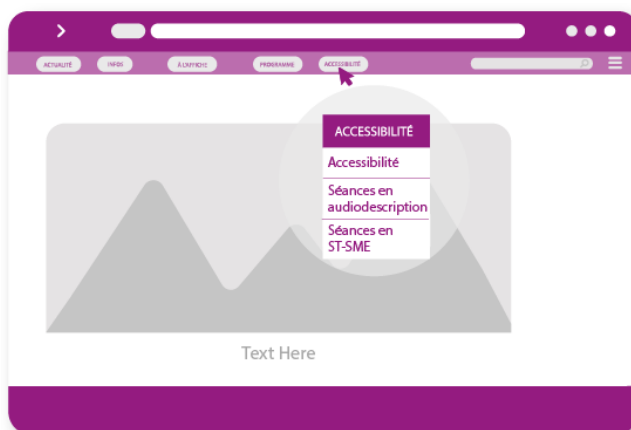 ACTUALITÉ INFOS À L'AFFICHE PROGRAMME ACCESSIBILITÉ
ACCESSIBILITÉ
Accessibilité
Séances en
audiodescription
Séances en
ST-SME
Text Here